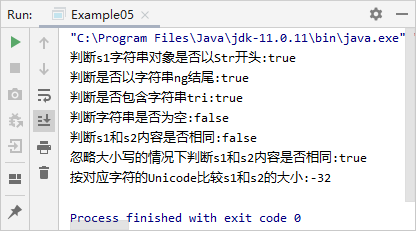 Run: Example05
"C:\Program Files\Java\jdk-11.0.11\bin\java.exe"
判断s1字符串对象是否以Str开头:true
判断是否以字符串ng结尾:true
判断是否包含字符串tri:true
判断字符串是否为空:false
判断s1和s2内容是否相同:false
忽略大小写的情况下判断s1和s2内容是否相同:true
按对应字符的Unicode比较s1和s2的大小:-32
Process finished with exit code 0